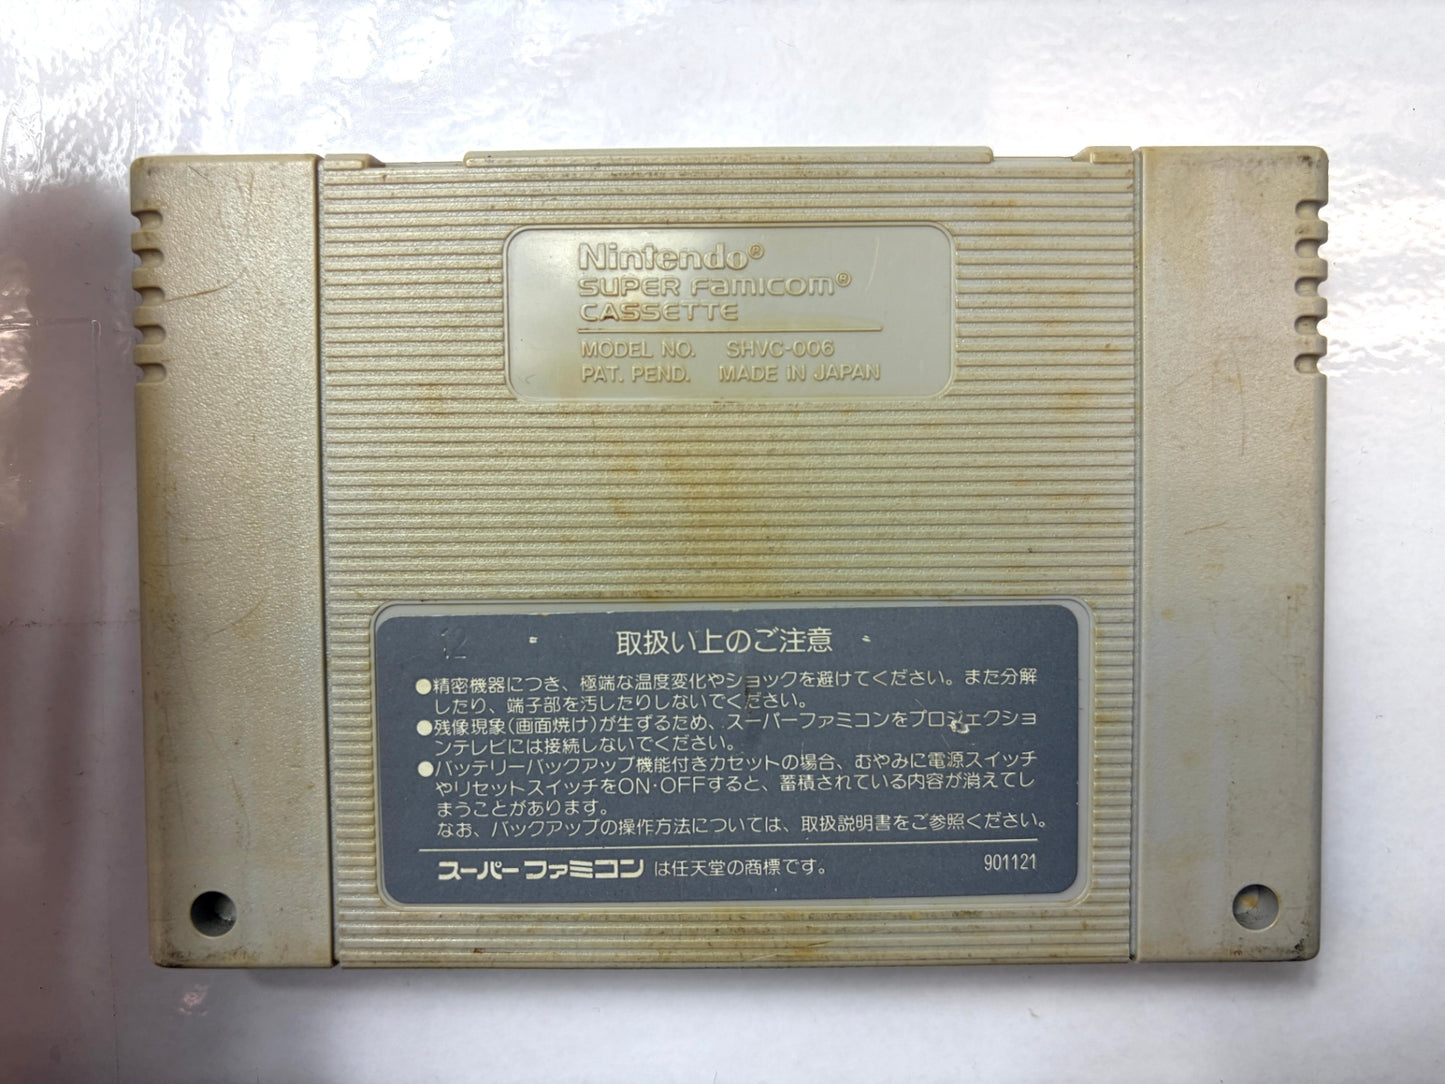 Nintendo®
SUPER Famicom®
CASSETTE
MODEL NO. SHVC-006
PAT. PEND. MADE IN JAPAN
12
取扱い上のご注意
●精密機器につき、極端な温度変化やショックを避けてください。また分解
したり、端子部を汚したりしないでください。
●残像現象(画面焼け)が生ずるため、スーパーファミコンをプロジェクショ
ンテレビには接続しないでください。
●バッテリーバックアップ機能付きカセットの場合、むやみに電源スイッチ
やリセットスイッチをON・OFFすると、蓄積されている内容が消えてし
まうことがあります。
なお、バックアップの操作方法については、取扱説明書をご参照ください。
スーパーファミコン は任天堂の商標です。 901121